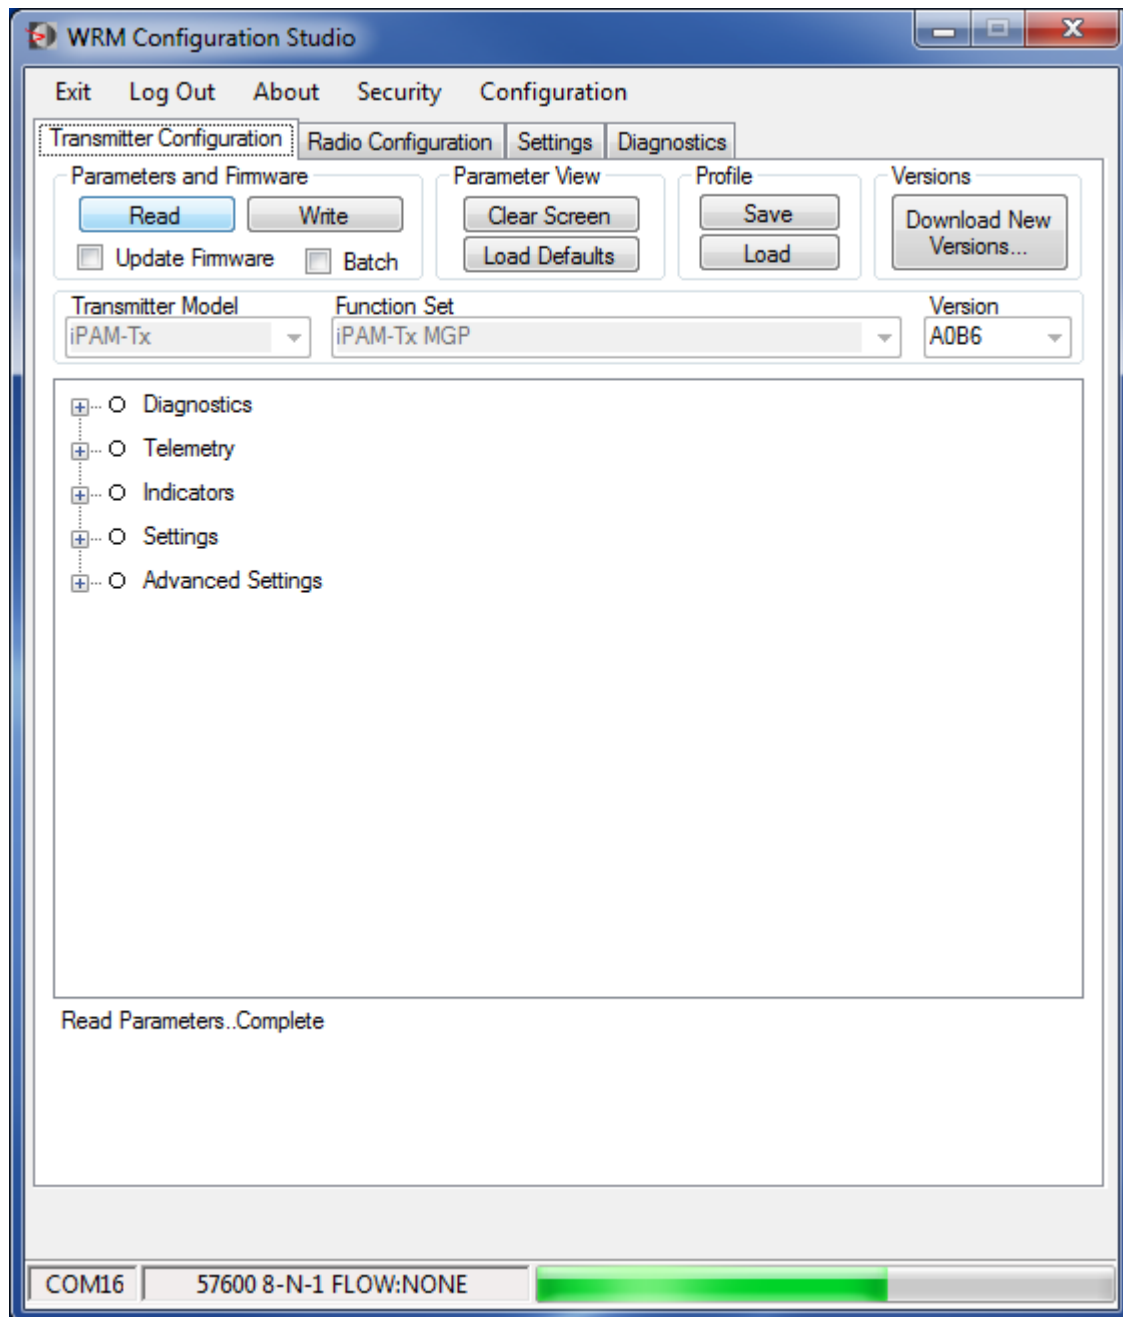 WRM Configuration Studio
Exit Log Out About Security Configuration
Transmitter Configuration Radio Configuration Settings Diagnostics
Parameters and Firmware Parameter View Profile Versions
Read Write Clear Screen Save Download New
Versions...
Update Firmware Batch Load Defaults Load
Transmitter Model Function Set Version
iPAM-Tx iPAM-Tx MGP A0B6
Diagnostics
Telemetry
Indicators
Settings
Advanced Settings
Read Parameters..Complete
COM16 57600 8-N-1 FLOW:NONE